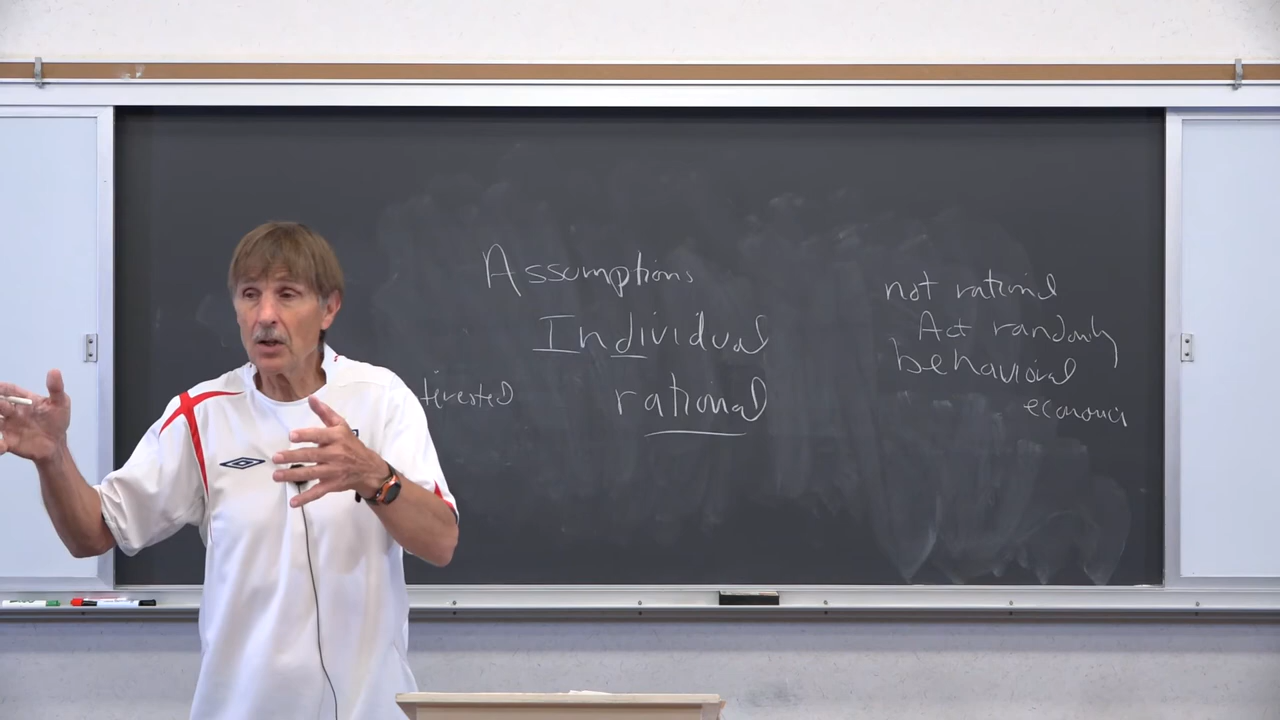 Assumptions
Individual
terested rational
not rational
Act randomly
behavioral
economics